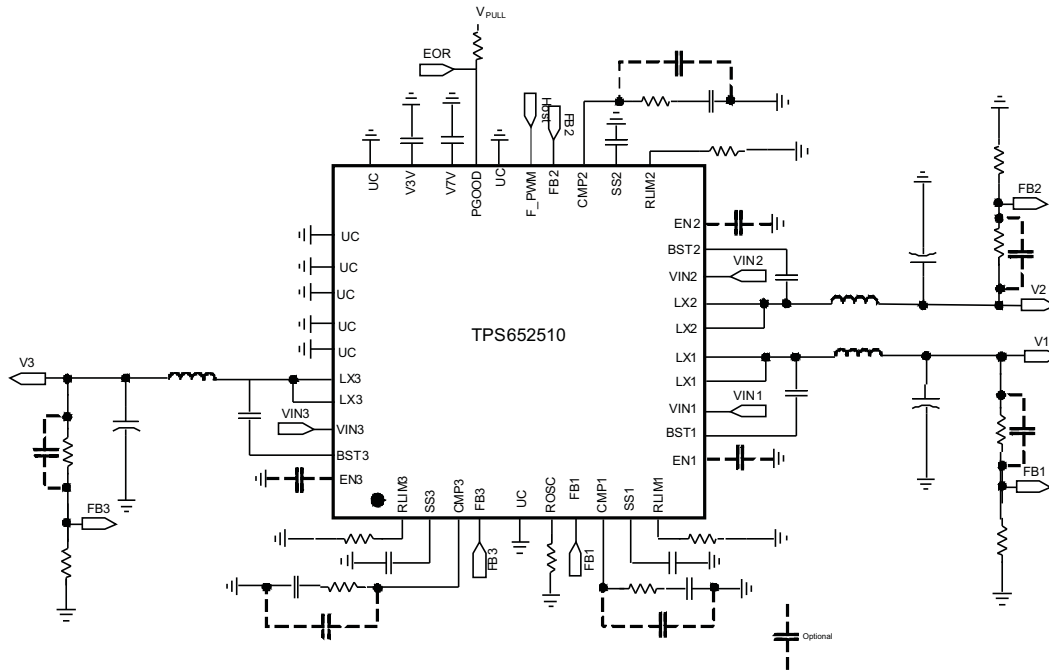 VPULL
EOR
Host
FB2
UC
V3V
V7V
PGOOD
UC
F_PWM
FB2
CMP2
SS2
RLIM2
FB2
V2
V1
FB1
EN2
BST2
VIN2
VIN2
LX2
LX2
LX1
LX1
VIN1
VIN1
BST1
EN1
TPS652510
UC
UC
UC
UC
UC
LX3
LX3
VIN3
VIN3
BST3
EN3
V3
FB3
RLIM3
SS3
CMP3
FB3
UC
ROSC
FB1
CMP1
SS1
RLIM1
FB3
FB1
Optional